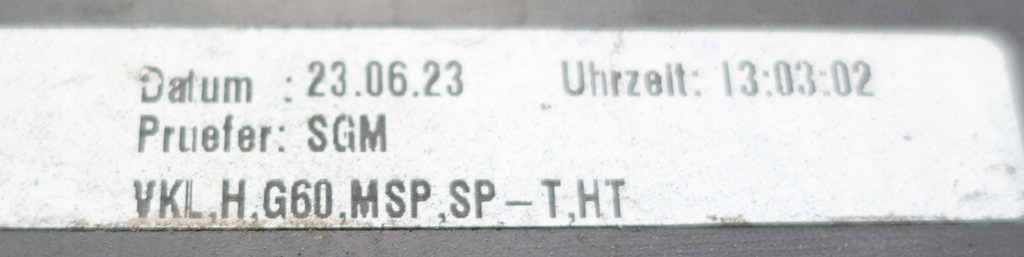 Datum : 23.06.23 Uhrzeit: 13:03:02
Pruefer: SGM
VKL,H,G60,MSP,SP-T,HT